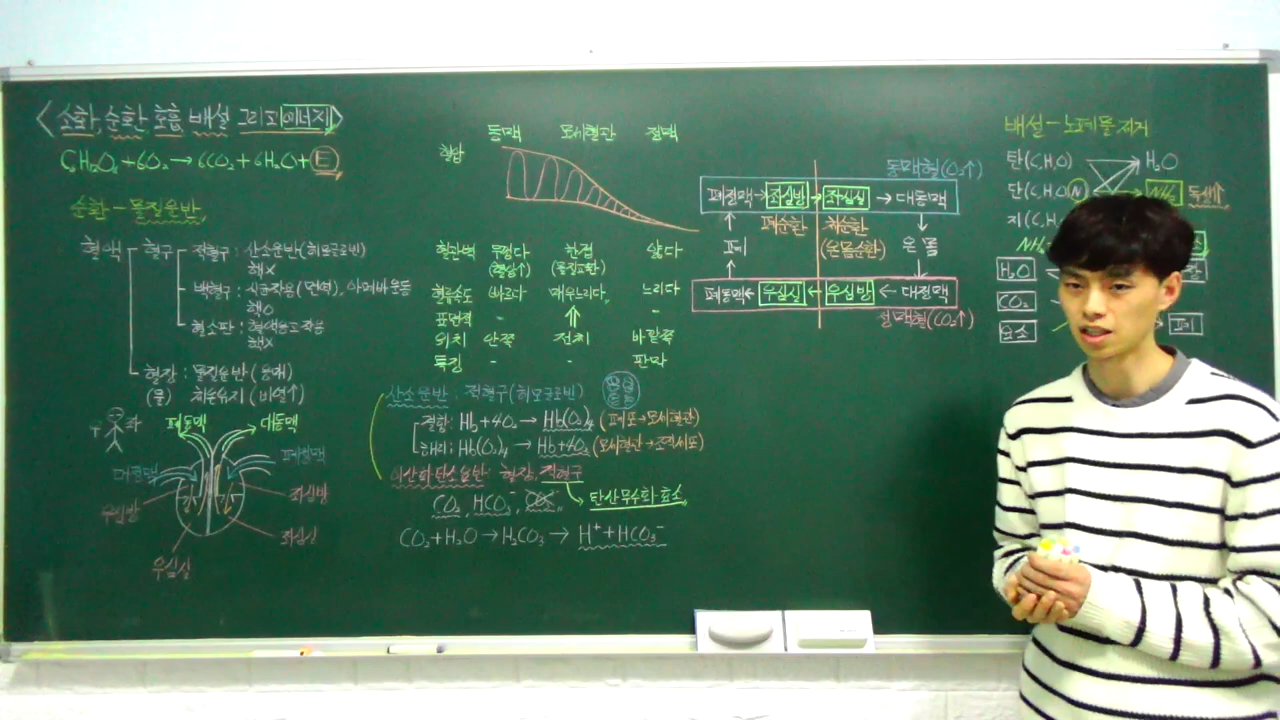 <소화, 순환 호흡 배설 그리고 에너지>
C₆H₁₂O₆+6O₂→6CO₂+6H₂O+Ⓔ
순환-물질운반
혈액
혈구
적혈구: 산소운반(헤모글로빈)
핵X
백혈구: 식균작용(면역), 아메바운동
핵O
혈소판: 혈액응고작용
핵X
혈장: 물질운반(용매)
(물) 체온유지(비열↑)
우 좌
폐동맥 대동맥
대정맥 폐정맥
우심방 좌심방
우심실 좌심실
동맥 모세혈관 정맥
혈압
혈관벽 두껍다 한겹 얇다
(탄성↑) (물질교환)
혈류속도 빠르다 매우느리다 느리다
표면적 - ⇑ -
위치 안쪽 전체 바깥쪽
특징 - - 판막
산소운반: 적혈구(헤모글로빈)
결합: Hb+4O₂→Hb(O₂)₄(폐포→모세혈관)
해리: Hb(O₂)₄→Hb+4O₂(모세혈관→조직세포)
이산화탄소운반: 혈장, 적혈구
CO₂, HCO₃⁻,
탄산무수화효소
CO₂+H₂O→H₂CO₃→H⁺+HCO₃⁻
동맥혈(O₂↑)
폐정맥→좌심방→좌심실→대동맥
폐순환 체순환
(온몸순환)
폐 온몸
폐동맥←우심실←우심방←대정맥
정맥혈(CO₂↑)
배설-노폐물제거
탄(C,H,O) H₂O
단(C,H,O,N) NH₃ 독성↑
지(C,H,
H₂O
CO₂
요소 폐